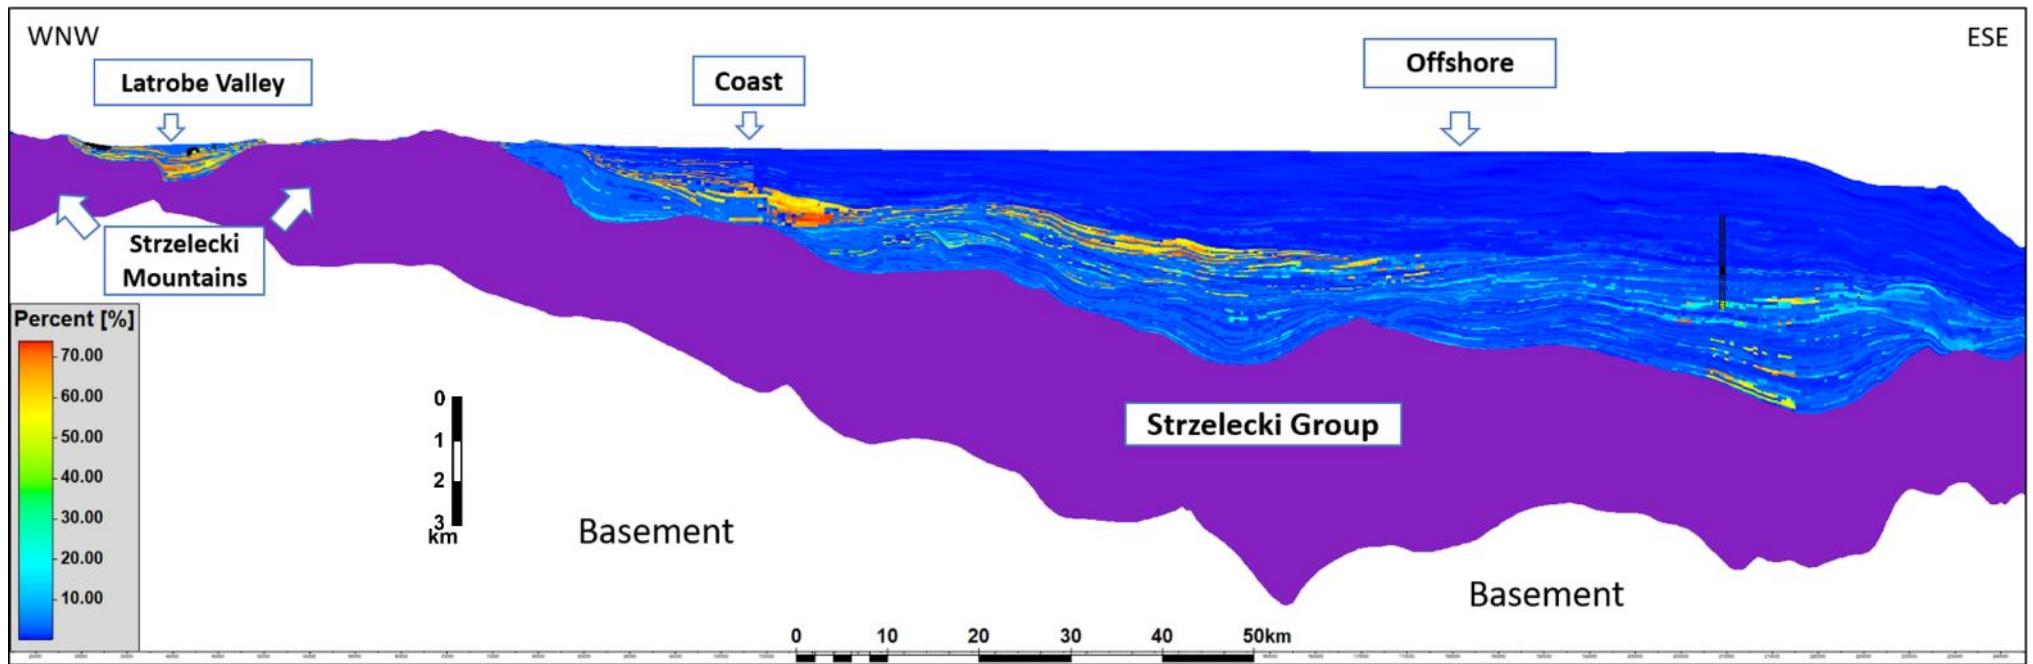 WNW
ESE
Latrobe Valley
Coast
Offshore
Strzelecki
Mountains
Percent [%]
70.00
60.00
50.00
40.00
30.00
20.00
10.00
0
1
2
3
km
Strzelecki Group
Basement
Basement
0 10 20 30 40 50km